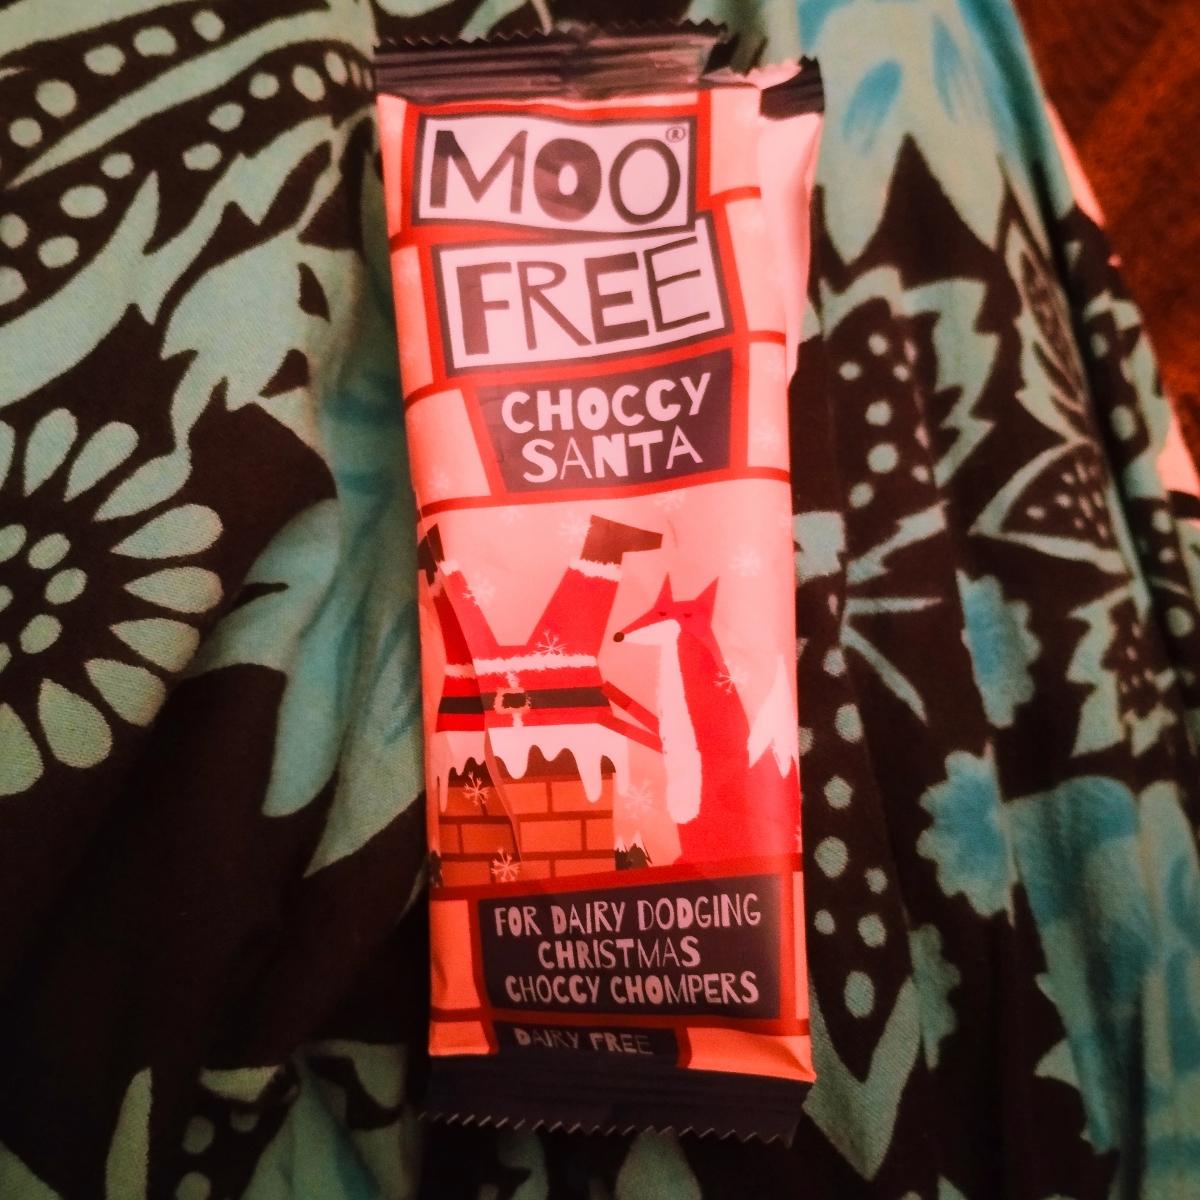 MOO®
FREE
CHOCCY
SANTA
FOR DAIRY DODGING
CHRISTMAS
CHOCCY CHOMPERS
DAIRY FREE